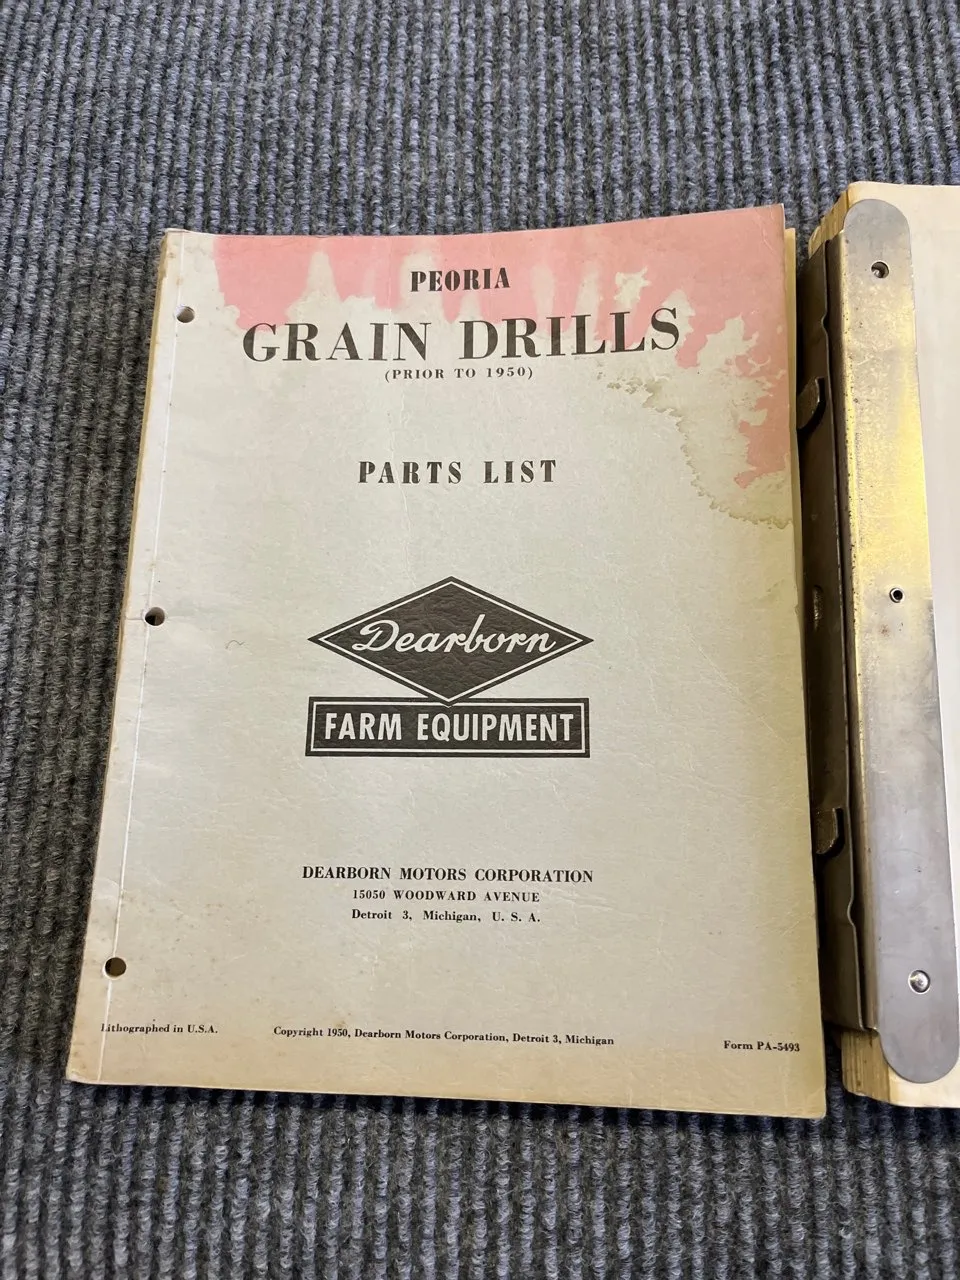 PEORIA
GRAIN DRILLS
(PRIOR TO 1950)
PARTS LIST
Dearborn
FARM EQUIPMENT
DEARBORN MOTORS CORPORATION
15050 WOODWARD AVENUE
Detroit 3, Michigan, U. S. A.
Lithographed in U.S.A.
Copyright 1950, Dearborn Motors Corporation, Detroit 3, Michigan
Form PA-5493